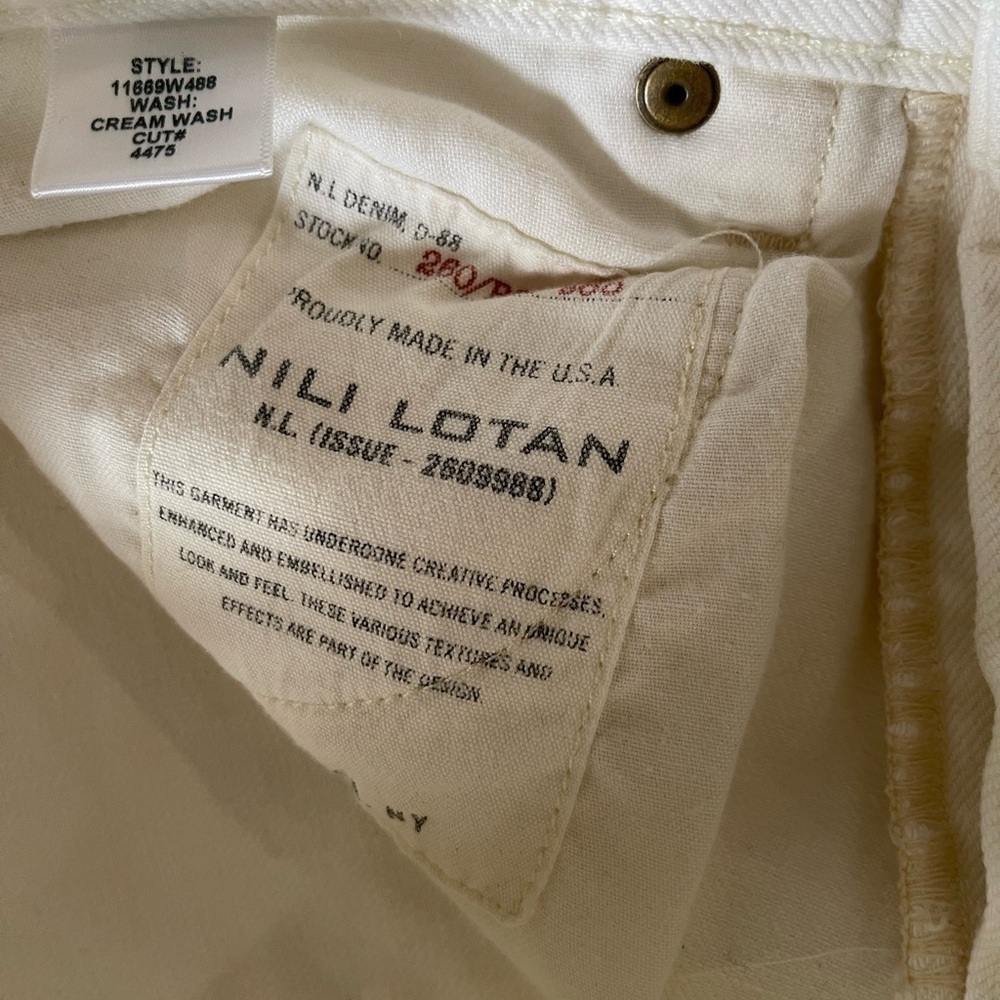 STYLE:
11669W488
WASH:
CREAM WASH
CUT#
4475
N.L DENIM, D-88
STOCK NO.
PROUDLY MADE IN THE U.S.A.
NILI LOTAN
N.L. (ISSUE - 2609988)
THIS GARMENT HAS UNDERGONE CREATIVE PROCESSES,
ENHANCED AND EMBELLISHED TO ACHIEVE AN UNIQUE
LOOK AND FEEL. THESE VARIOUS TEXTURES AND
EFFECTS ARE PART OF THE DESIGN.
NY